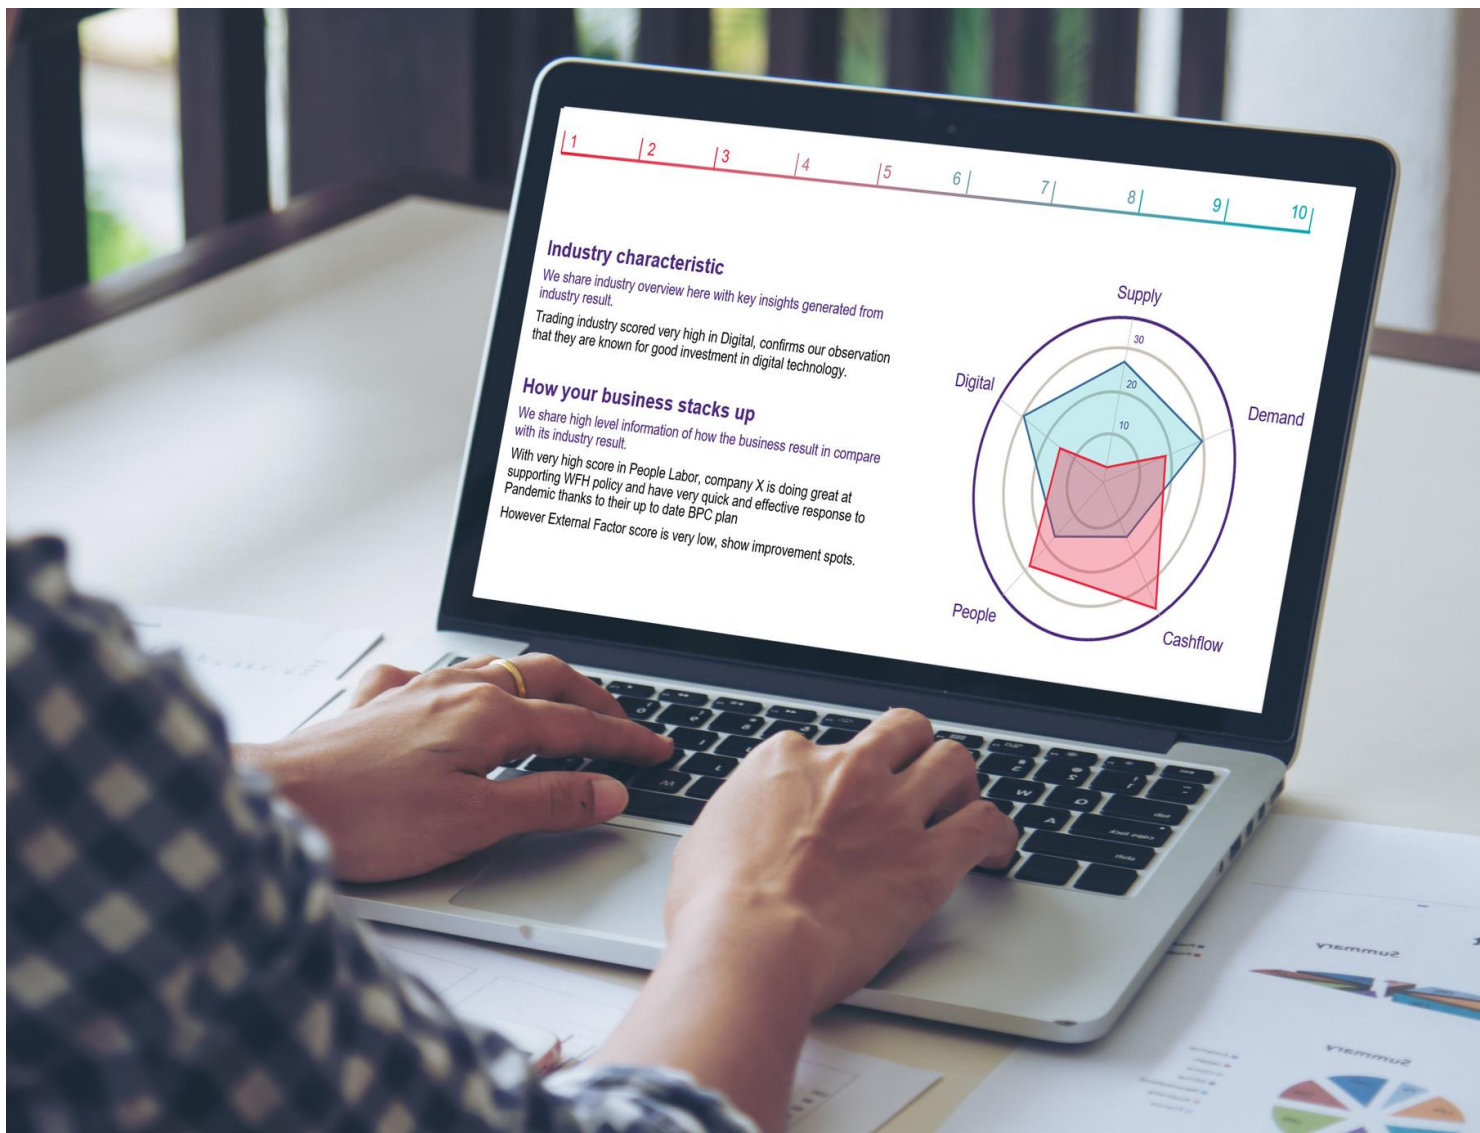 1 2 3 4 5 6 7 8 9 10
Industry characteristic
We share industry overview here with key insights generated from
industry result.
Trading industry scored very high in Digital, confirms our observation
that they are known for good investment in digital technology.
How your business stacks up
We share high level information of how the business result in compare
with its industry result.
With very high score in People Labor, company X is doing great at
supporting WFH policy and have very quick and effective response to
Pandemic thanks to their up to date BPC plan
However External Factor score is very low, show improvement spots.
Supply
30
Digital
20
Demand
10
People
Cashflow
Summary
Summary